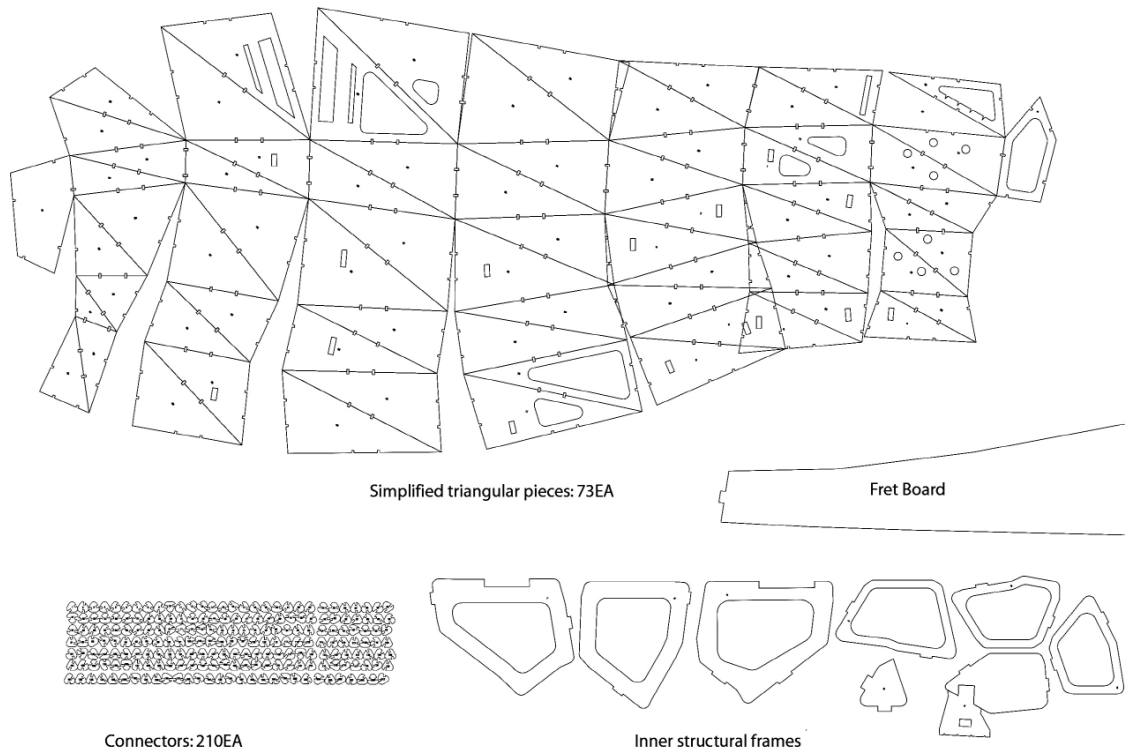 Simplified triangular pieces: 73EA
Fret Board
Connectors: 210EA
Inner structural frames